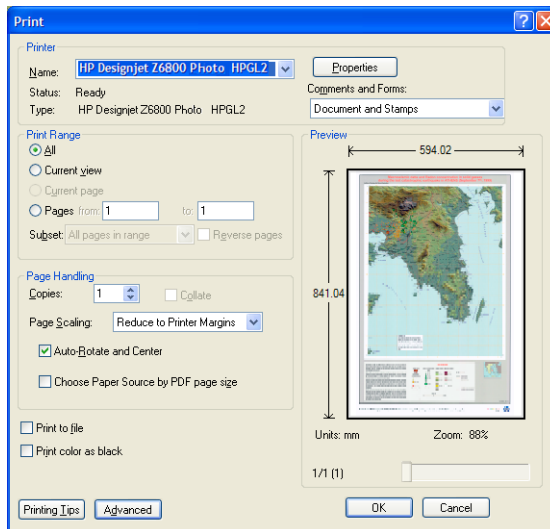 Print
Printer
Name: HP Designjet Z6800 Photo HPGL2 Properties
Status: Ready Comments and Forms:
Type: HP Designjet Z6800 Photo HPGL2 Document and Stamps
Print Range
All
Current view
Current page
Pages from: 1 to: 1
Subset: All pages in range Reverse pages
Page Handling
Copies: 1 Collate
Page Scaling: Reduce to Printer Margins
Auto-Rotate and Center
Choose Paper Source by PDF page size
Print to file
Print color as black
Preview
594.02
841.04
Units: mm Zoom: 88%
1/1 (1)
Printing Tips Advanced OK Cancel